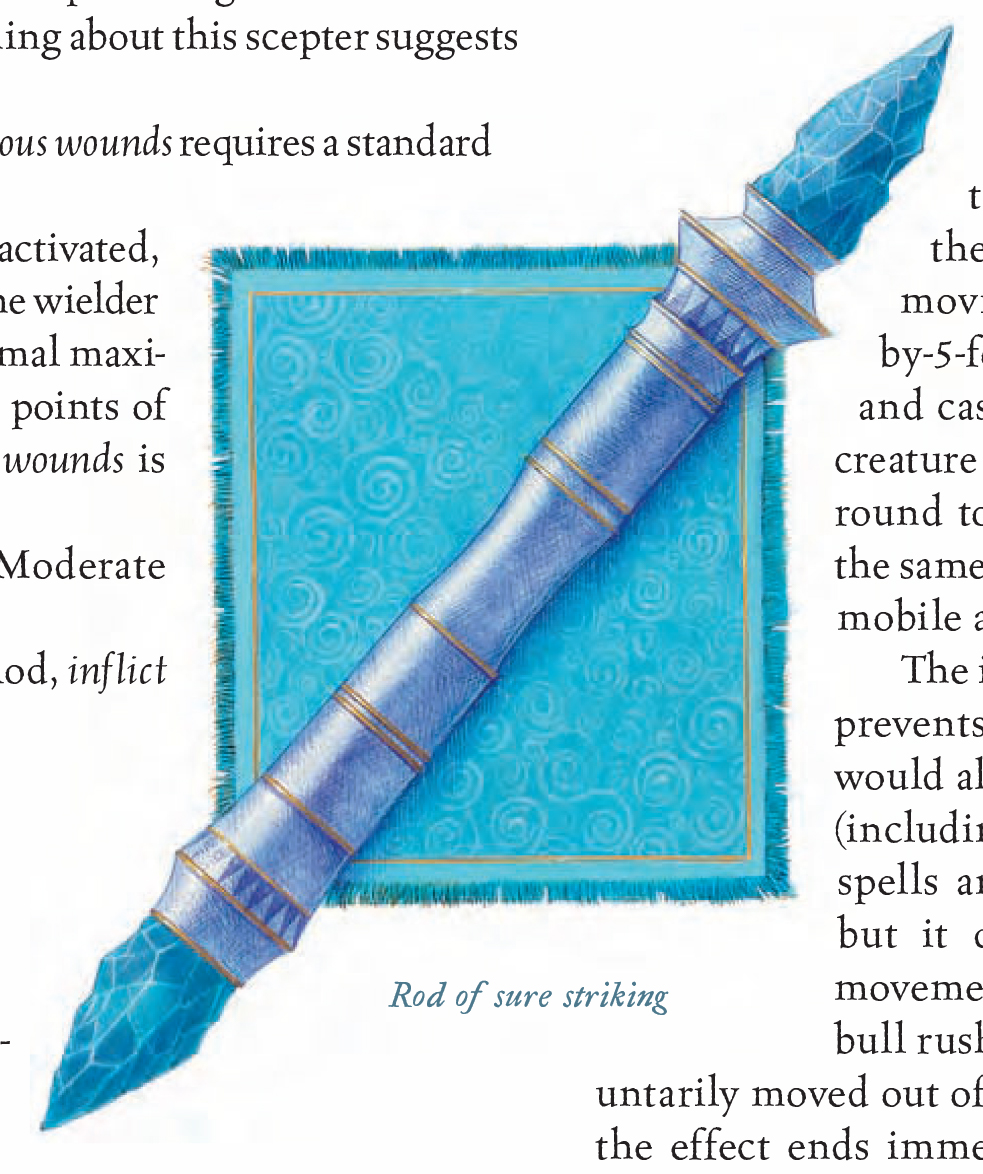 ing about this scepter suggests
ous wounds requires a standard
activated,
e wielder
mal maxi-
points of
wounds is
Moderate
od, inflict
-
t
the
movi
by-5-f
and cas
creature
round to
the same
mobile a
The i
prevents
would al
(includin
spells an
but it
moveme
bull rush
Rod of sure striking
untarily moved out of
the effect ends imme